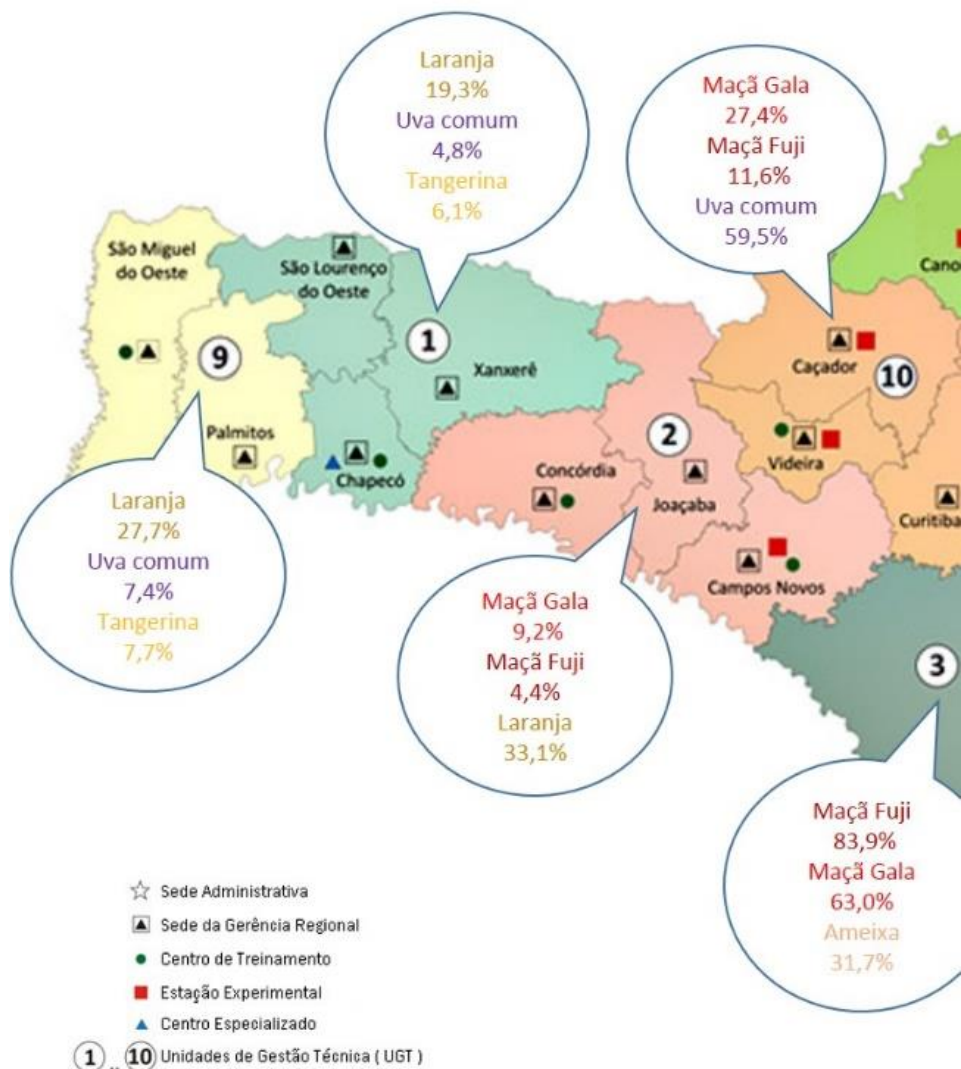 Laranja
19,3%
Uva comum
4,8%
Tangerina
6,1%
Maçã Gala
27,4%
Maçã Fuji
11,6%
Uva comum
59,5%
São Miguel
do Oeste
São Lourenço
do Oeste
Cano
1
Xanxerê
9
Caçador
10
Palmitos
Chapecó
2
Concórdia
Joaçaba
Videira
Curitiba
Campos Novos
Laranja
27,7%
Uva comum
7,4%
Tangerina
7,7%
Maçã Gala
9,2%
Maçã Fuji
4,4%
Laranja
33,1%
3
Maçã Fuji
83,9%
Maçã Gala
63,0%
Ameixa
31,7%
Sede Administrativa
Sede da Gerência Regional
Centro de Treinamento
Estação Experimental
Centro Especializado
1 .. 10 Unidades de Gestão Técnica ( UGT )